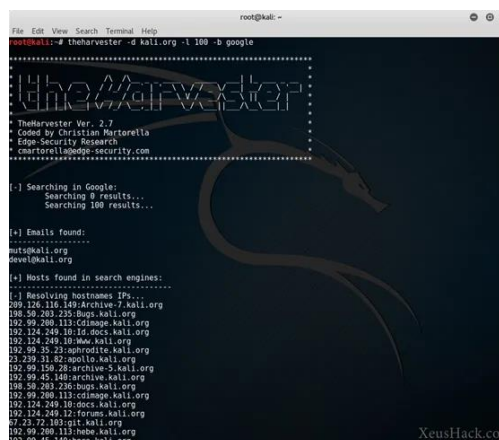 root@kali: ~
File Edit View Search Terminal Help
root@kali:~# theharvester -d kali.org -l 100 -b google
*******************************************************************
theHarvester
* TheHarvester Ver. 2.7 *
* Coded by Christian Martorella *
* Edge-Security Research *
* cmartorella@edge-security.com *
*******************************************************************
[-] Searching in Google:
Searching 0 results...
Searching 100 results...
[+] Emails found:
------------------
muts@kali.org
devel@kali.org
[+] Hosts found in search engines:
------------------------------------
[-] Resolving hostnames IPs...
209.126.116.149:Archive-7.kali.org
198.50.203.235:Bugs.kali.org
192.99.200.113:Cdimage.kali.org
192.124.249.10:Id.docs.kali.org
192.124.249.10:Www.kali.org
192.99.35.23:aphrodite.kali.org
23.239.31.82:apollo.kali.org
192.99.150.28:archive-5.kali.org
192.99.45.140:archive.kali.org
198.50.203.236:bugs.kali.org
192.99.200.113:cdimage.kali.org
192.124.249.10:docs.kali.org
192.124.249.12:forums.kali.org
67.23.72.103:git.kali.org
192.99.200.113:hebe.kali.org
XeusHack.co